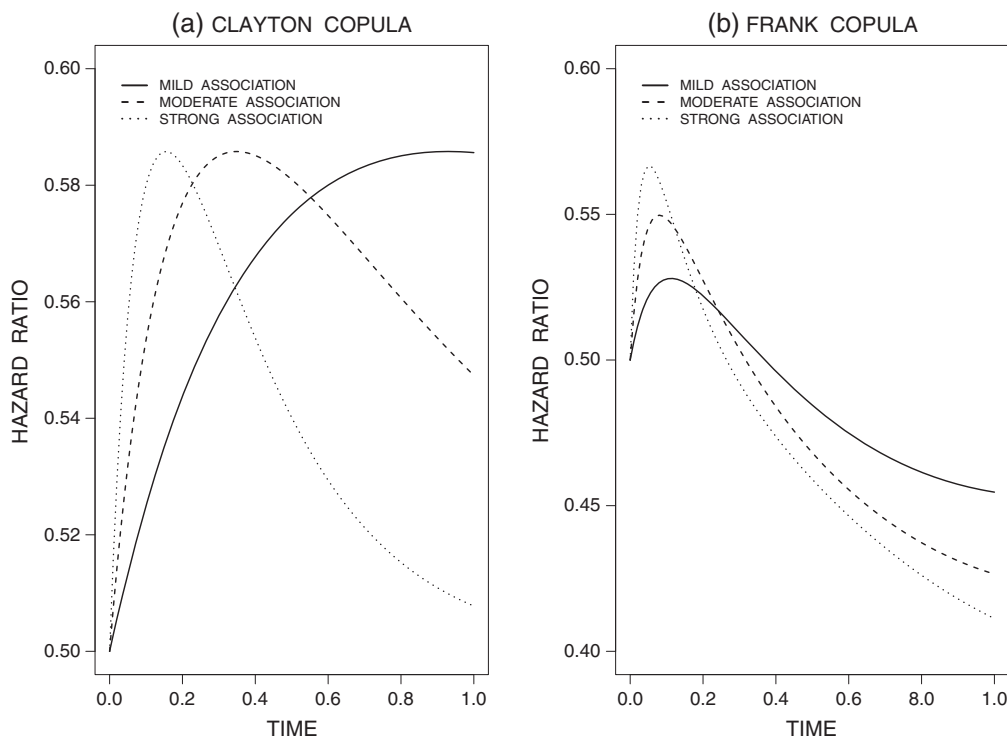 (a) CLAYTON COPULA
0.60
0.58
0.56
0.54
0.52
0.50
HAZARD RATIO
MILD ASSOCIATION
MODERATE ASSOCIATION
STRONG ASSOCIATION
0.0 0.2 0.4 0.6 0.8 1.0
TIME
(b) FRANK COPULA
0.60
0.55
0.50
0.45
0.40
HAZARD RATIO
MILD ASSOCIATION
MODERATE ASSOCIATION
STRONG ASSOCIATION
0.0 0.2 0.4 0.6 8.0 1.0
TIME